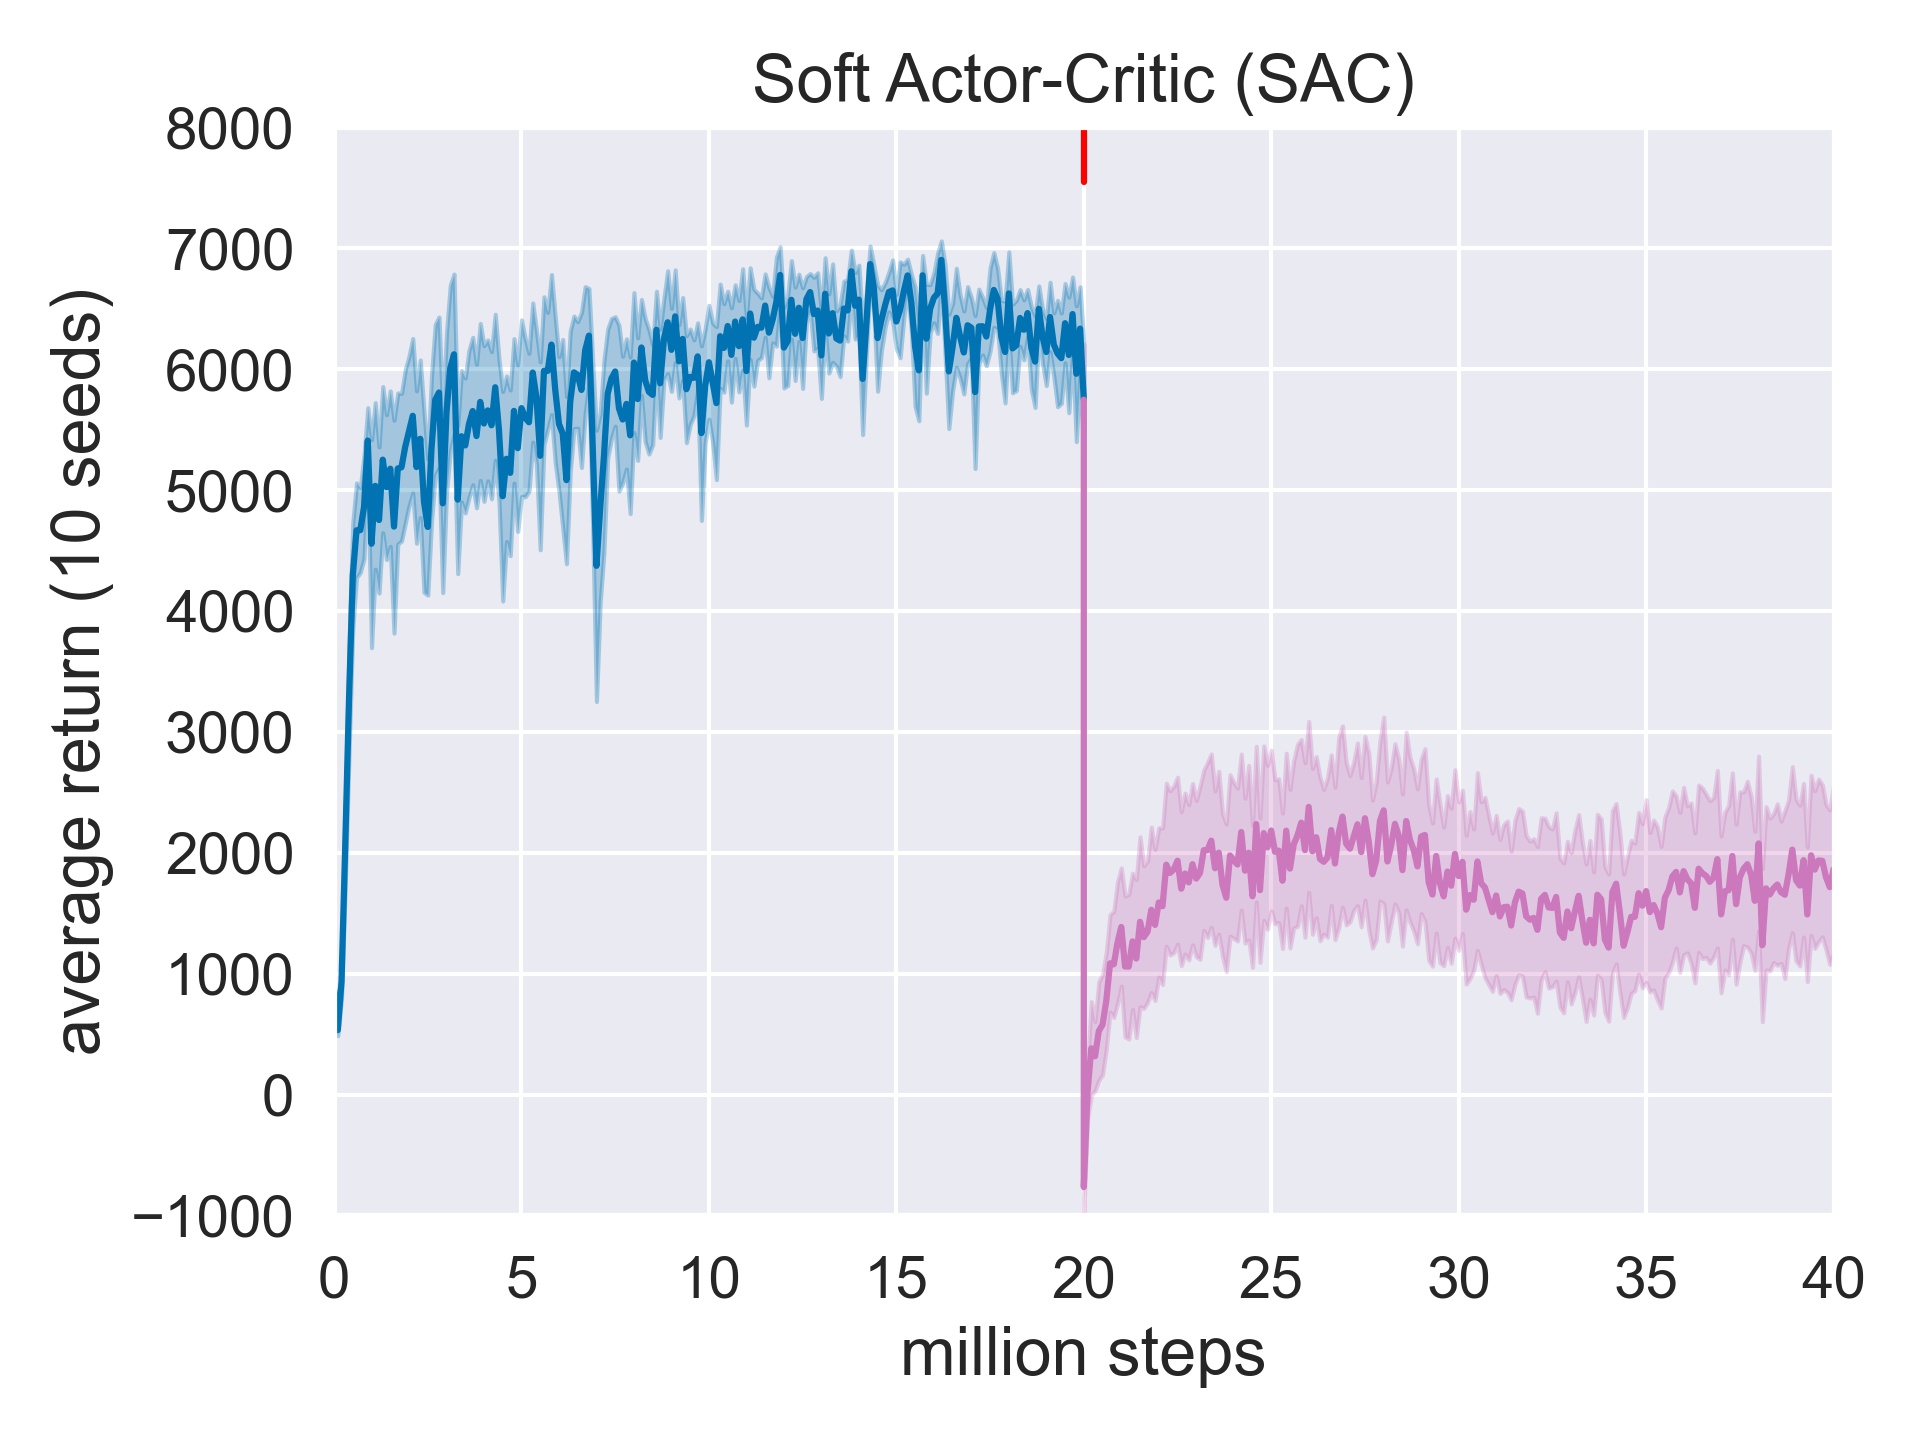 Soft Actor-Critic (SAC)
8000
7000
6000
5000
4000
3000
2000
1000
0
−1000
average return (10 seeds)
0 5 10 15 20 25 30 35 40
million steps